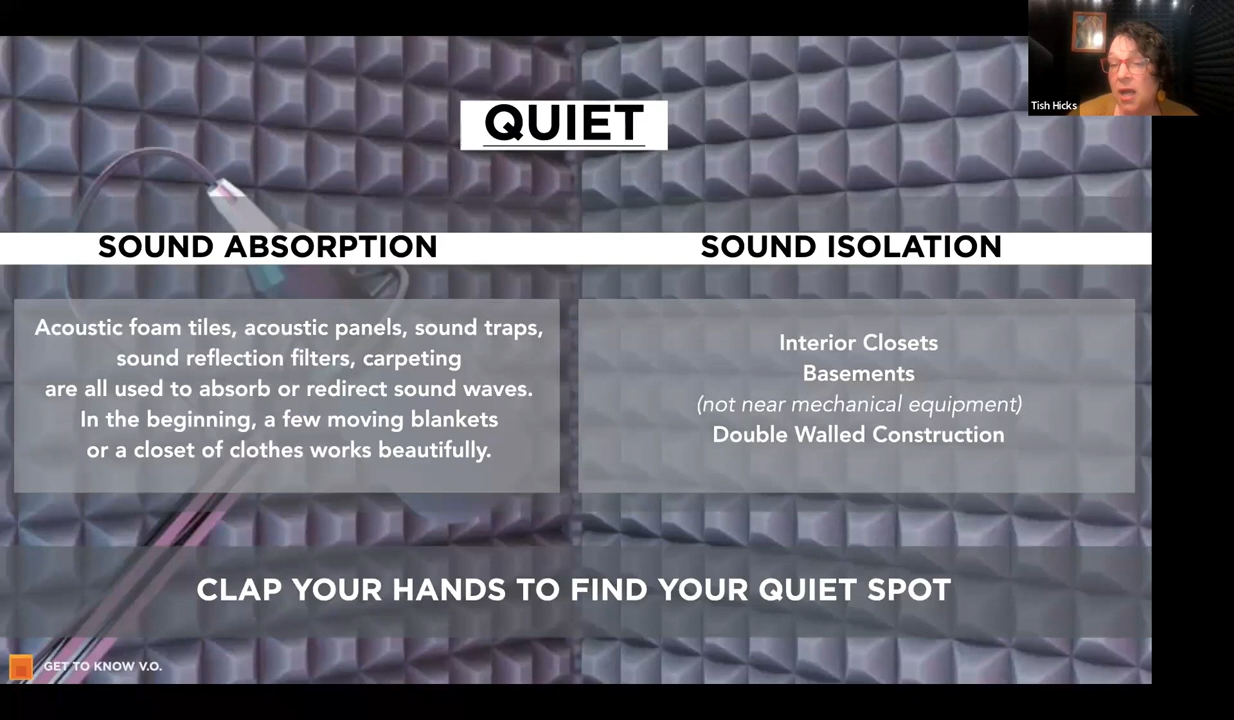 Tish Hicks
QUIET
SOUND ABSORPTION
Acoustic foam tiles, acoustic panels, sound traps,
sound reflection filters, carpeting
are all used to absorb or redirect sound waves.
In the beginning, a few moving blankets
or a closet of clothes works beautifully.
SOUND ISOLATION
Interior Closets
Basements
(not near mechanical equipment)
Double Walled Construction
CLAP YOUR HANDS TO FIND YOUR QUIET SPOT
GET TO KNOW V.O.